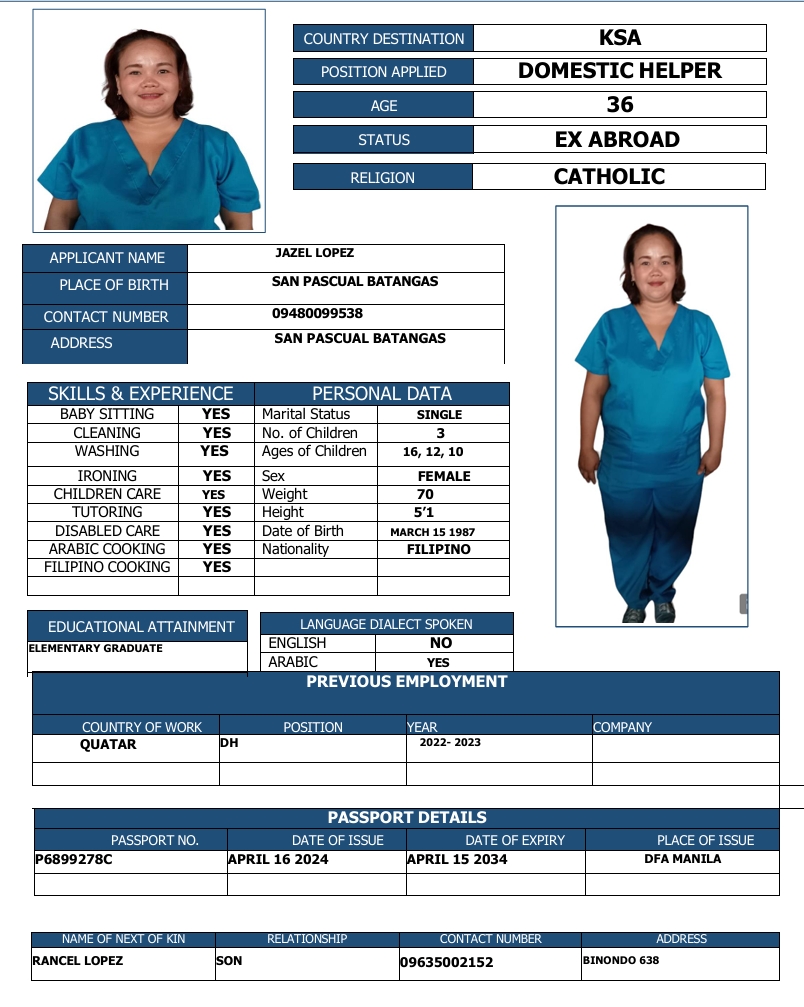 COUNTRY DESTINATION KSA
POSITION APPLIED DOMESTIC HELPER
AGE 36
STATUS EX ABROAD
RELIGION CATHOLIC
APPLICANT NAME JAZEL LOPEZ
PLACE OF BIRTH SAN PASCUAL BATANGAS
CONTACT NUMBER 09480099538
ADDRESS SAN PASCUAL BATANGAS
SKILLS & EXPERIENCE PERSONAL DATA
BABY SITTING YES Marital Status SINGLE
CLEANING YES No. of Children 3
WASHING YES Ages of Children 16, 12, 10
IRONING YES Sex FEMALE
CHILDREN CARE YES Weight 70
TUTORING YES Height 5’1
DISABLED CARE YES Date of Birth MARCH 15 1987
ARABIC COOKING YES Nationality FILIPINO
FILIPINO COOKING YES
EDUCATIONAL ATTAINMENT
ELEMENTARY GRADUATE
LANGUAGE DIALECT SPOKEN
ENGLISH NO
ARABIC YES
PREVIOUS EMPLOYMENT
COUNTRY OF WORK POSITION YEAR COMPANY
QUATAR DH 2022- 2023
PASSPORT DETAILS
PASSPORT NO. DATE OF ISSUE DATE OF EXPIRY PLACE OF ISSUE
P6899278C APRIL 16 2024 APRIL 15 2034 DFA MANILA
NAME OF NEXT OF KIN RELATIONSHIP CONTACT NUMBER ADDRESS
RANCEL LOPEZ SON 09635002152 BINONDO 638